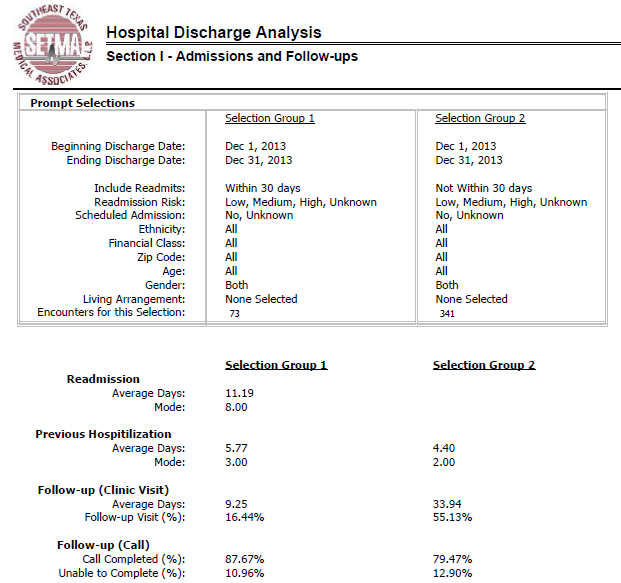 SOUTHEAST TEXAS
SETMA
MEDICAL ASSOCIATES, L.L.P.
Hospital Discharge Analysis
Section I - Admissions and Follow-ups
Prompt Selections
Selection Group 1 Selection Group 2
Beginning Discharge Date: Dec 1, 2013 Dec 1, 2013
Ending Discharge Date: Dec 31, 2013 Dec 31, 2013
Include Readmits: Within 30 days Not Within 30 days
Readmission Risk: Low, Medium, High, Unknown Low, Medium, High, Unknown
Scheduled Admission: No, Unknown No, Unknown
Ethnicity: All All
Financial Class: All All
Zip Code: All All
Age: All All
Gender: Both Both
Living Arrangement: None Selected None Selected
Encounters for this Selection: 73 341
Selection Group 1 Selection Group 2
Readmission
Average Days: 11.19
Mode: 8.00
Previous Hospitilization
Average Days: 5.77 4.40
Mode: 3.00 2.00
Follow-up (Clinic Visit)
Average Days: 9.25 33.94
Follow-up Visit (%): 16.44% 55.13%
Follow-up (Call)
Call Completed (%): 87.67% 79.47%
Unable to Complete (%): 10.96% 12.90%